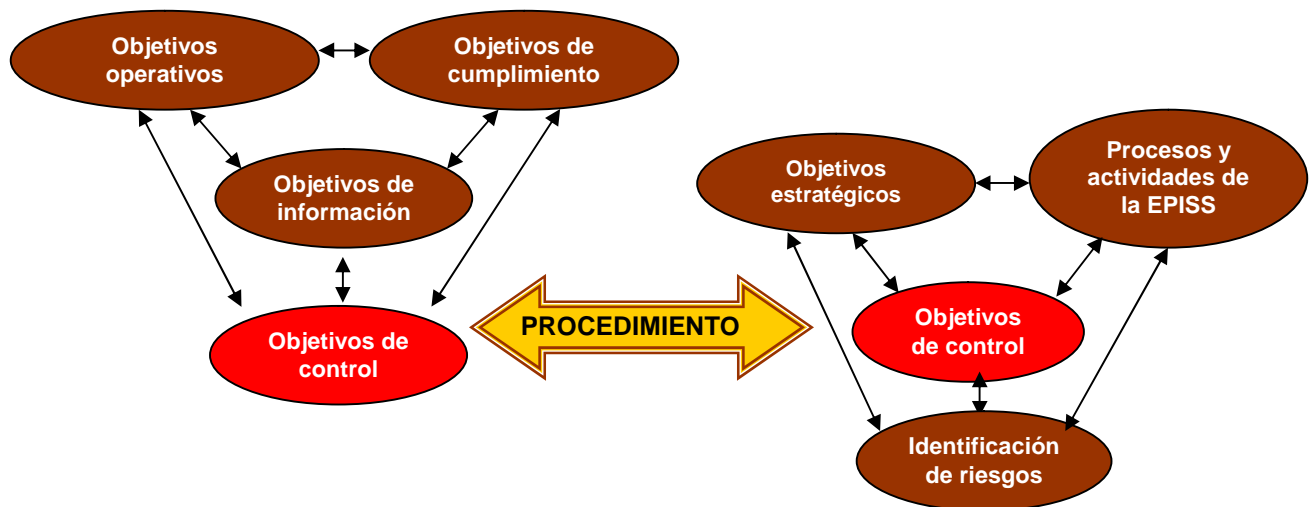 Objetivos
operativos
Objetivos de
cumplimiento
Objetivos de
información
Objetivos de
control
PROCEDIMIENTO
Objetivos
estratégicos
Procesos y
actividades de
la EPISS
Objetivos
de control
Identificación
de riesgos